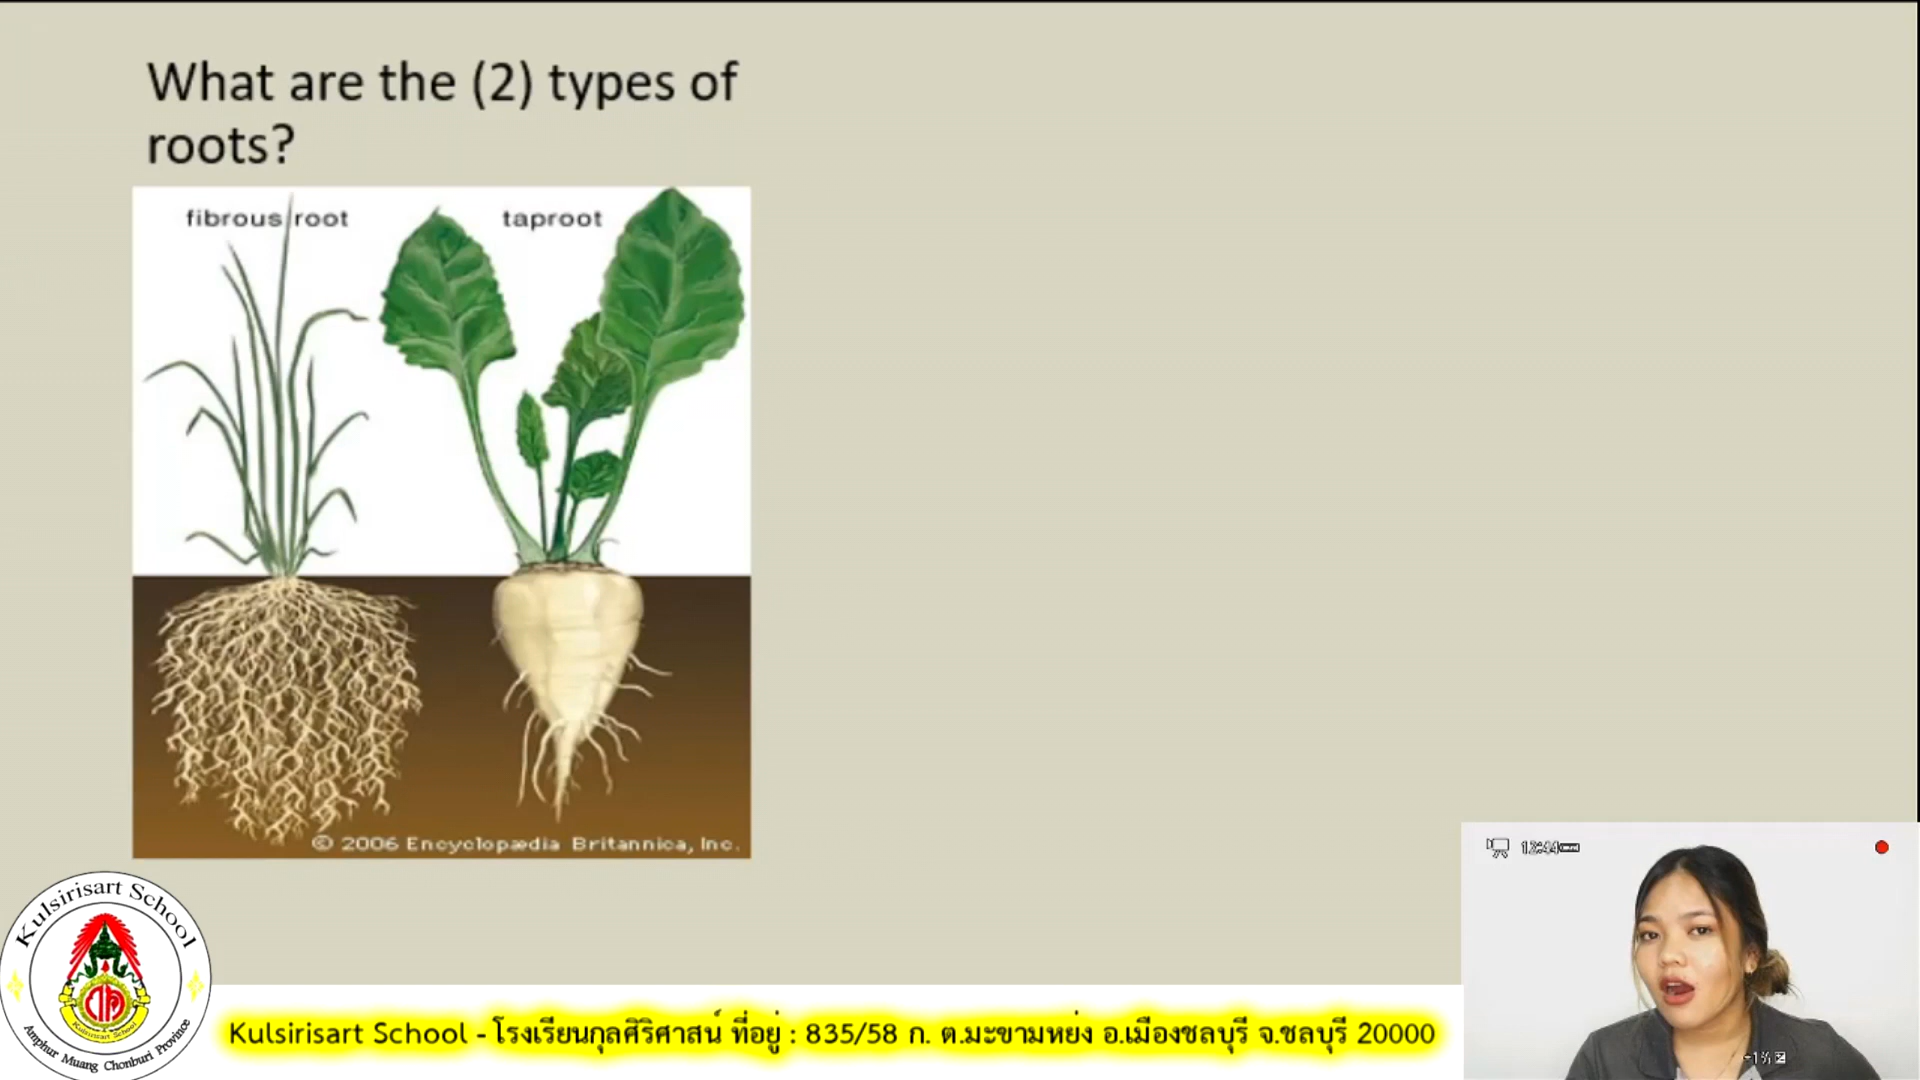 What are the (2) types of
roots?
fibrous root
taproot
© 2006 Encyclopædia Britannica, Inc.
Kulsirisart School
Kulsirisart School
Amphur Muang Chonburi Province
Kulsirisart School - โรงเรียนกุลศิริศาสน์ ที่อยู่ : 835/58 ก. ต.มะขามหย่ง อ.เมืองชลบุรี จ.ชลบุรี 20000